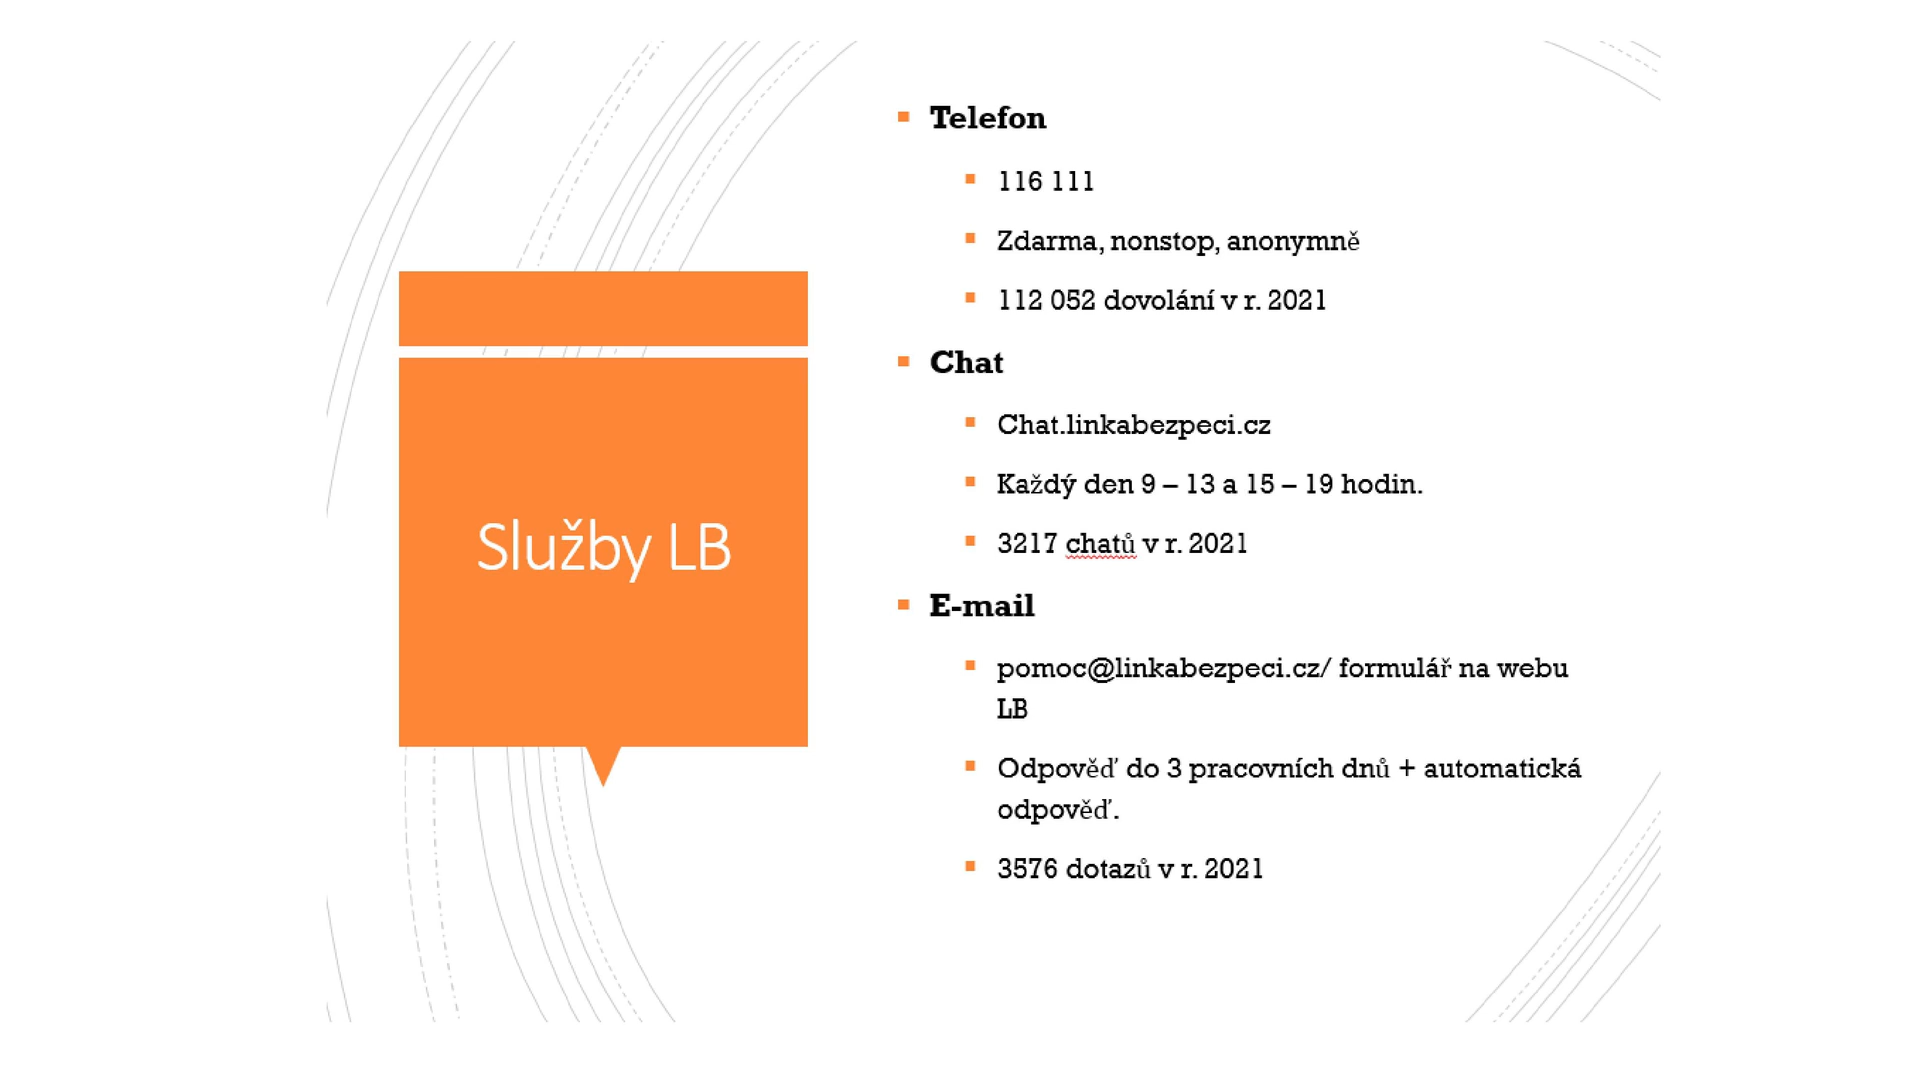 Služby LB
Telefon
116 111
Zdarma, nonstop, anonymně
112 052 dovolání v r. 2021
Chat
Chat.linkabezpeci.cz
Každý den 9 – 13 a 15 – 19 hodin.
3217 chatů v r. 2021
E-mail
pomoc@linkabezpeci.cz/ formulář na webu
LB
Odpověď do 3 pracovních dnů + automatická
odpověď.
3576 dotazů v r. 2021